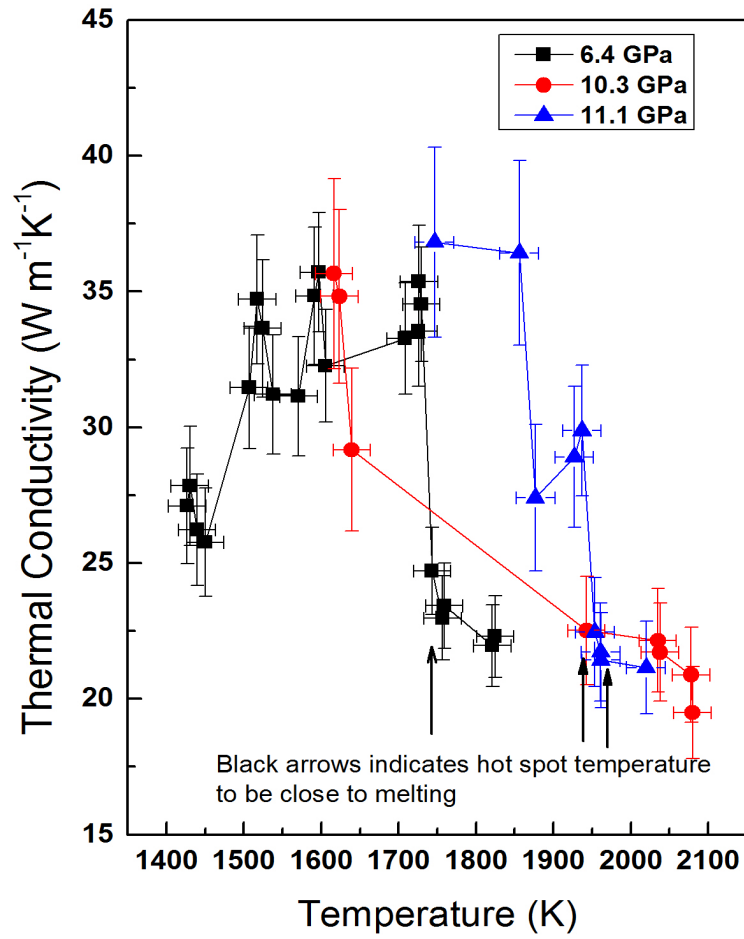 45
6.4 GPa
10.3 GPa
11.1 GPa
40
35
30
25
20
15
Thermal Conductivity (W m⁻¹K⁻¹)
Black arrows indicates hot spot temperature
to be close to melting
1400 1500 1600 1700 1800 1900 2000 2100
Temperature (K)